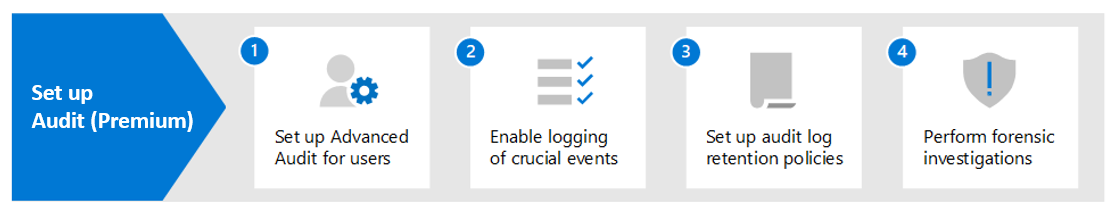 Set up
Audit (Premium)
1
Set up Advanced
Audit for users
2
Enable logging
of crucial events
3
Set up audit log
retention policies
4
Perform forensic
investigations